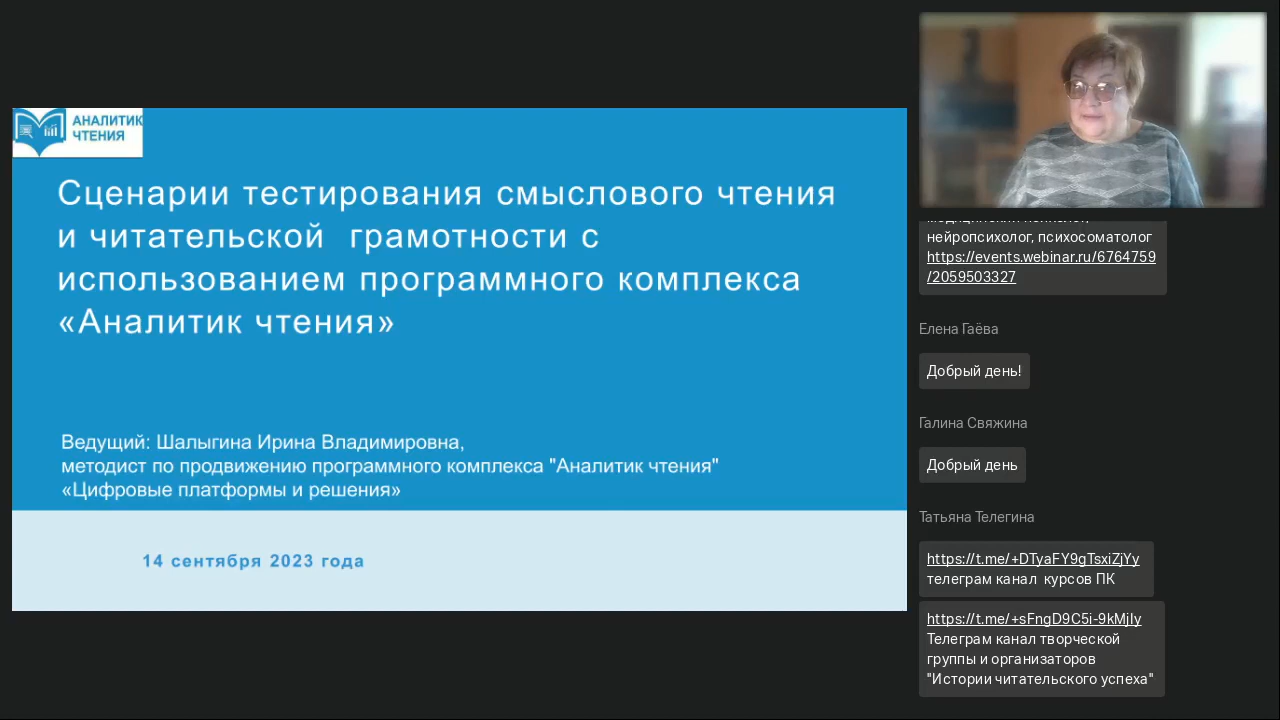 АНАЛИТИК
ЧТЕНИЯ
Сценарии тестирования смыслового чтения
и читательской грамотности с
использованием программного комплекса
«Аналитик чтения»
Ведущий: Шалыгина Ирина Владимировна,
методист по продвижению программного комплекса "Аналитик чтения"
«Цифровые платформы и решения»
14 сентября 2023 года
нейропсихолог, психосоматолог
https://events.webinar.ru/6764759
/2059503327
Елена Гаёва
Добрый день!
Галина Свяжина
Добрый день
Татьяна Телегина
https://t.me/+DTyaFY9gTsxiZjYy
телеграм канал курсов ПК
https://t.me/+sFngD9C5i-9kMjIy
Телеграм канал творческой
группы и организаторов
"Истории читательского успеха"